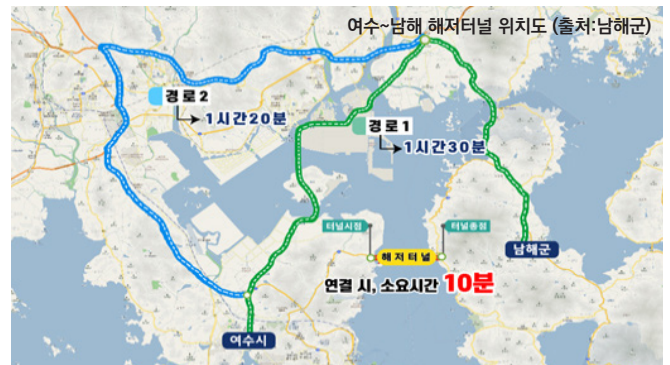 여수~남해 해저터널 위치도 (출처:남해군)
경로2
1시간20분
경로1
1시간30분
터널시점
터널종점
해저터널
남해군
연결 시, 소요시간 10분
여수시